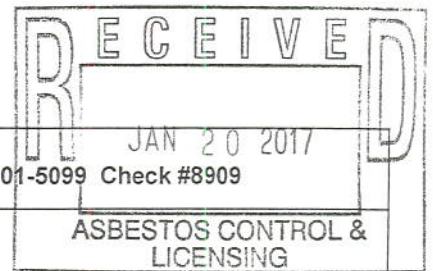 RECEIVED
JAN 20 2017
01-5099 Check #8909
ASBESTOS CONTROL &
LICENSING